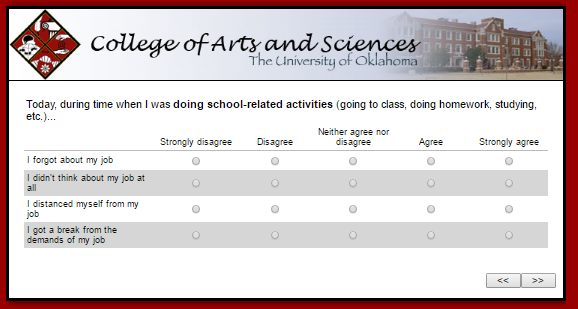 College of Arts and Sciences
The University of Oklahoma
Today, during time when I was doing school-related activities (going to class, doing homework, studying,
etc.)...
Strongly disagree Disagree Neither agree nor disagree Agree Strongly agree
I forgot about my job
I didn't think about my job at
all
I distanced myself from my
job
I got a break from the
demands of my job
<< >>